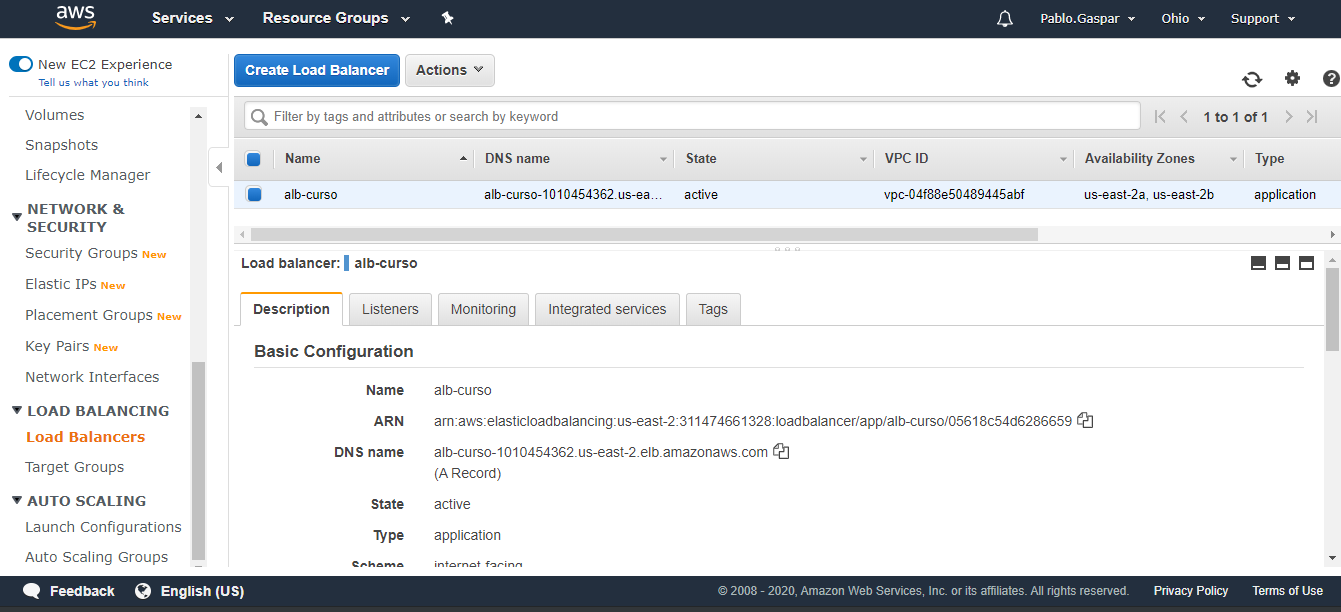 aws Services Resource Groups Pablo.Gaspar Ohio Support
New EC2 Experience
Tell us what you think
Volumes
Snapshots
Lifecycle Manager
NETWORK &
SECURITY
Security Groups New
Elastic IPs New
Placement Groups New
Key Pairs New
Network Interfaces
LOAD BALANCING
Load Balancers
Target Groups
AUTO SCALING
Launch Configurations
Auto Scaling Groups
Create Load Balancer Actions
Filter by tags and attributes or search by keyword 1 to 1 of 1
Name DNS name State VPC ID Availability Zones Type
alb-curso alb-curso-1010454362.us-ea... active vpc-04f88e50489445abf us-east-2a, us-east-2b application
Load balancer: alb-curso
Description Listeners Monitoring Integrated services Tags
Basic Configuration
Name alb-curso
ARN arn:aws:elasticloadbalancing:us-east-2:311474661328:loadbalancer/app/alb-curso/05618c54d6286659
DNS name alb-curso-1010454362.us-east-2.elb.amazonaws.com
(A Record)
State active
Type application
Scheme internet-facing
Feedback English (US) © 2008 - 2020, Amazon Web Services, Inc. or its affiliates. All rights reserved. Privacy Policy Terms of Use